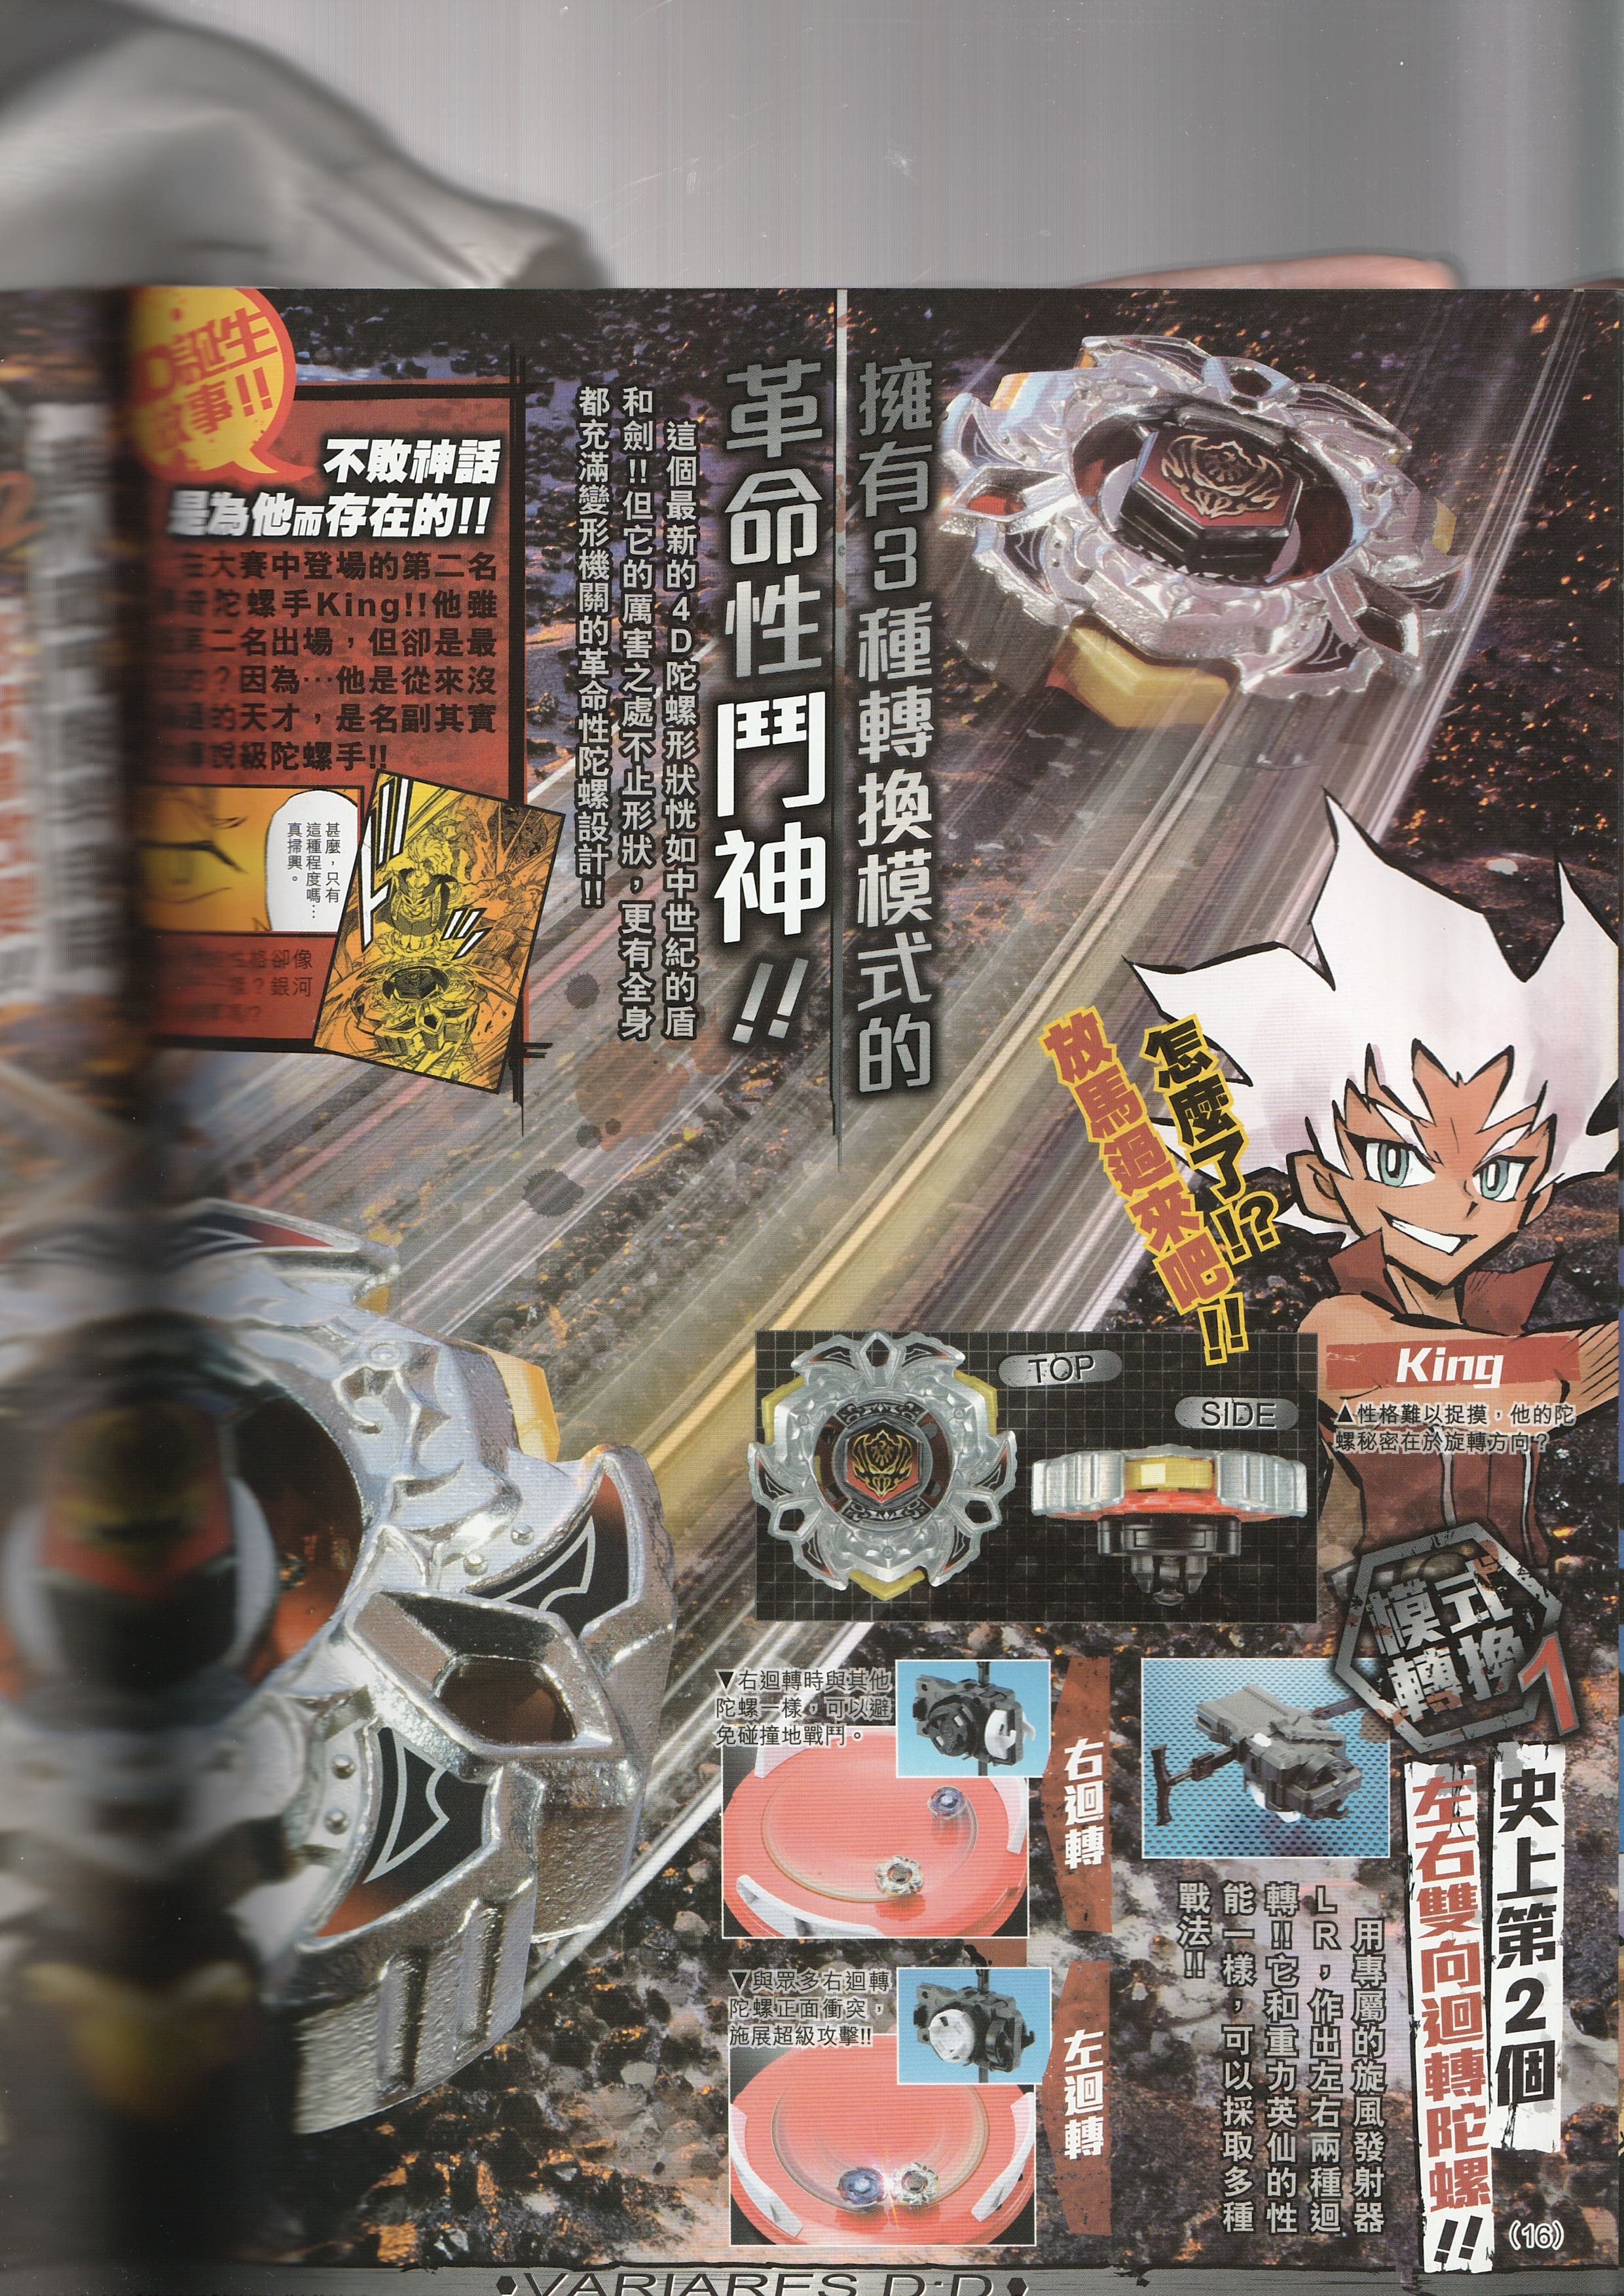 擁有3種轉換模式的
革命性鬥神!!
這個最新的4D陀螺形狀恍如中世紀的盾
和劍!!但它的厲害之處不止形狀，更有全身
都充滿變形機關的革命性陀螺設計!!
誕生
故事!!
不敗神話
是為他而存在的!!
在大賽中登場的第二名
陀螺手King!!他雖
第二名出場，但卻是最
？因為…他是從來沒
的天才，是名副其實
傳說級陀螺手!!
甚麼，只有
這種程度嗎…
真掃興。
性格卻像
一樣？銀河
怎麼了!?
放馬過來吧!!
King
▲性格難以捉摸，他的陀
螺秘密在於旋轉方向？
TOP
SIDE
模式
轉換1
史上第2個
左右雙向迴轉陀螺!!
用專屬的旋風發射器
LR，作出左右兩種迴
轉!!它和重力英仙的性
能一樣，可以採取多種
戰法!!
右迴轉
▼右迴轉時與其他
陀螺一樣，可以避
免碰撞地戰鬥。
左迴轉
▼與眾多右迴轉
陀螺正面衝突，
施展超級攻擊!!
(16)
VARIARES D:D